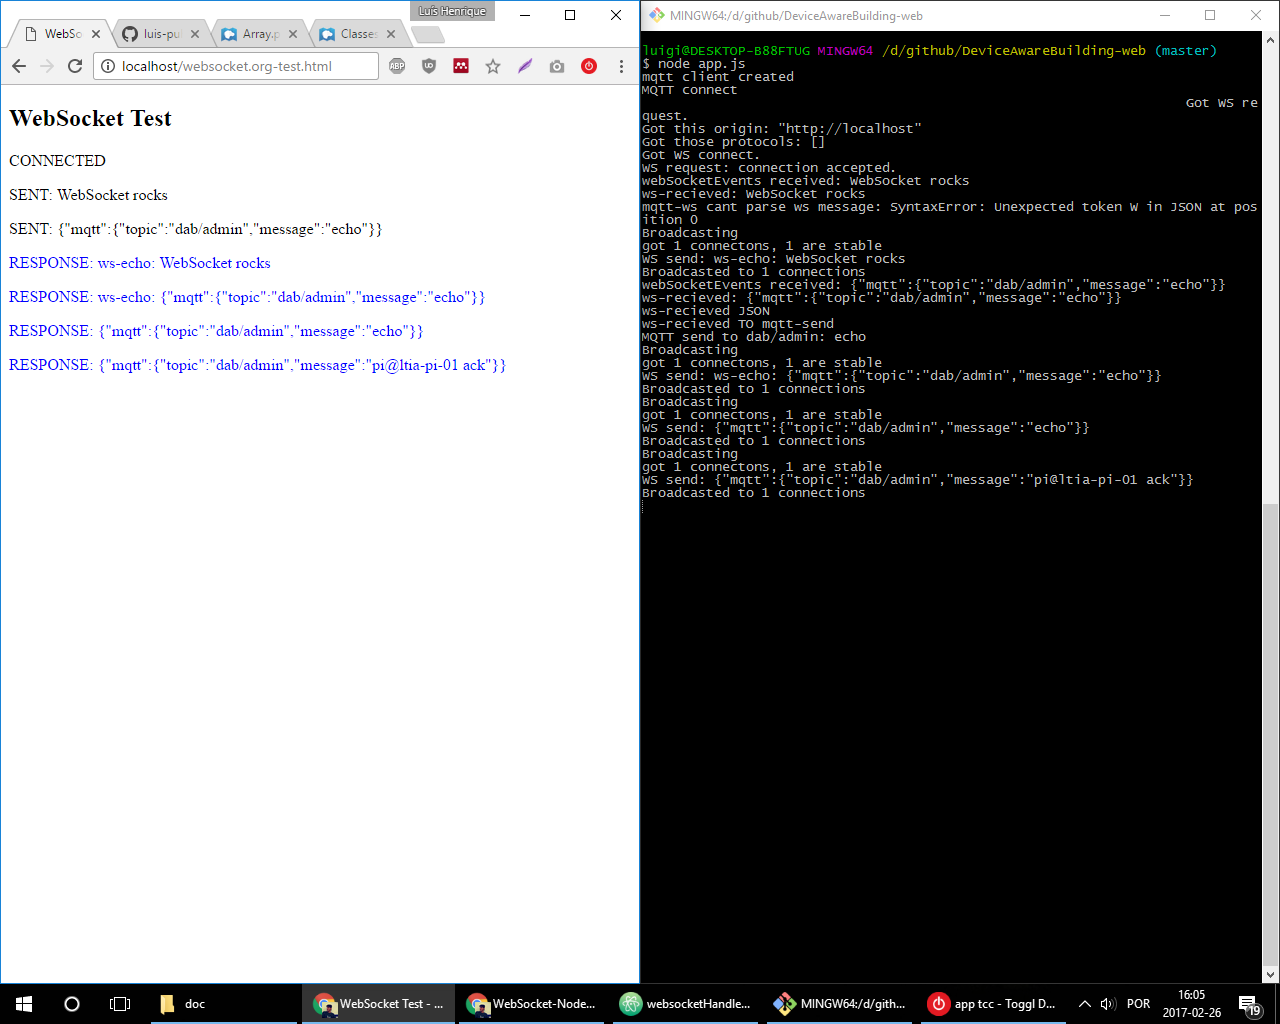 Luis Henrique
WebSo
luis-pu
Array.p
Classes
localhost/websocket.org-test.html
ABP
WebSocket Test
CONNECTED
SENT: WebSocket rocks
SENT: {"mqtt":{"topic":"dab/admin","message":"echo"}}
RESPONSE: ws-echo: WebSocket rocks
RESPONSE: ws-echo: {"mqtt":{"topic":"dab/admin","message":"echo"}}
RESPONSE: {"mqtt":{"topic":"dab/admin","message":"echo"}}
RESPONSE: {"mqtt":{"topic":"dab/admin","message":"pi@ltia-pi-01 ack"}}
MINGW64:/d/github/DeviceAwareBuilding-web
luigi@DESKTOP-B88FTUG MINGW64 /d/github/DeviceAwareBuilding-web (master)
$ node app.js
mqtt client created
MQTT connect
Got WS re
quest.
Got this origin: "http://localhost"
Got those protocols: []
Got WS connect.
WS request: connection accepted.
webSocketEvents received: WebSocket rocks
ws-recieved: WebSocket rocks
mqtt-ws cant parse ws message: SyntaxError: Unexpected token W in JSON at pos
ition 0
Broadcasting
got 1 connectons, 1 are stable
WS send: ws-echo: WebSocket rocks
Broadcasted to 1 connections
webSocketEvents received: {"mqtt":{"topic":"dab/admin","message":"echo"}}
ws-recieved: {"mqtt":{"topic":"dab/admin","message":"echo"}}
ws-recieved JSON
ws-recieved TO mqtt-send
MQTT send to dab/admin: echo
Broadcasting
got 1 connectons, 1 are stable
WS send: ws-echo: {"mqtt":{"topic":"dab/admin","message":"echo"}}
Broadcasted to 1 connections
Broadcasting
got 1 connectons, 1 are stable
WS send: {"mqtt":{"topic":"dab/admin","message":"echo"}}
Broadcasted to 1 connections
Broadcasting
got 1 connectons, 1 are stable
WS send: {"mqtt":{"topic":"dab/admin","message":"pi@ltia-pi-01 ack"}}
Broadcasted to 1 connections
doc
WebSocket Test - ...
WebSocket-Node...
websocketHandle...
MINGW64:/d/gith...
app tcc - Toggl D...
POR
16:05
2017-02-26
19